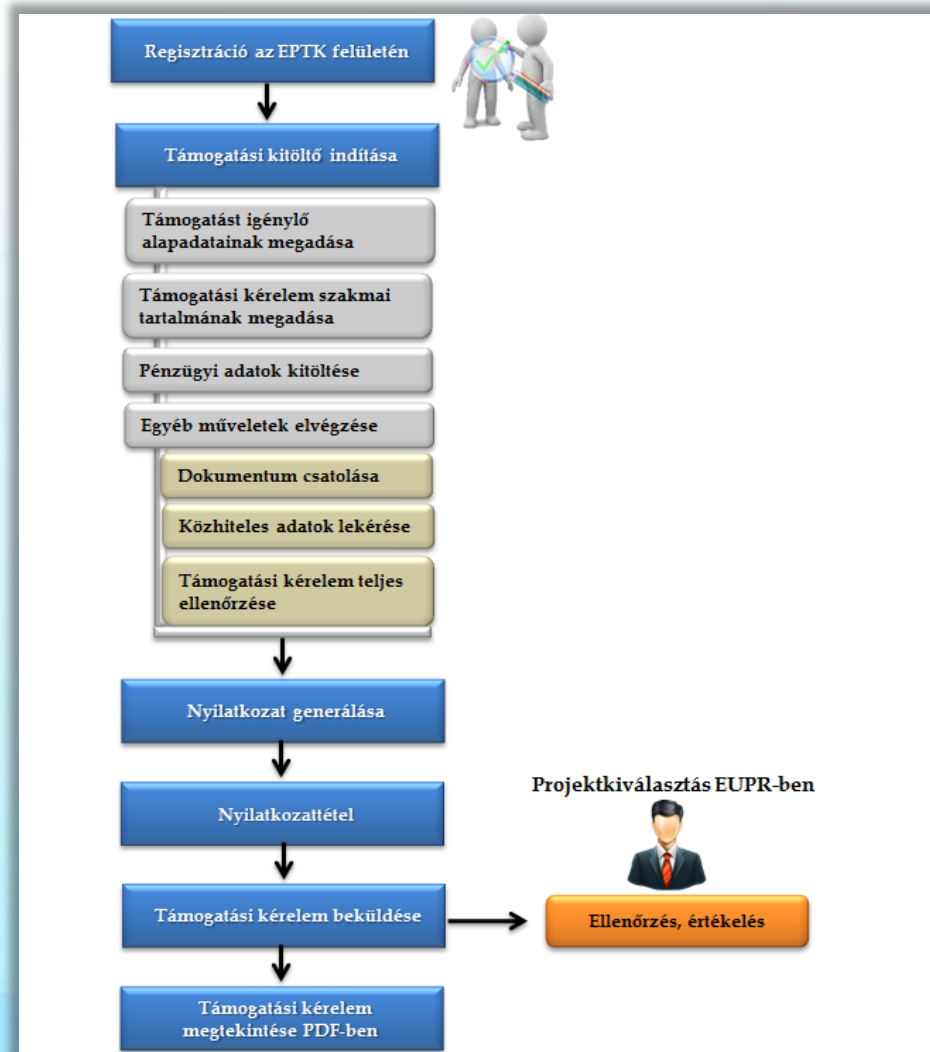 Regisztráció az EPTK felületén
Támogatási kitöltő indítása
Támogatást igénylő
alapadatainak megadása
Támogatási kérelem szakmai
tartalmának megadása
Pénzügyi adatok kitöltése
Egyéb műveletek elvégzése
Dokumentum csatolása
Közhiteles adatok lekérése
Támogatási kérelem teljes
ellenőrzése
Nyilatkozat generálása
Nyilatkozattétel
Támogatási kérelem beküldése
Projektkiválasztás EUPR-ben
Ellenőrzés, értékelés
Támogatási kérelem
megtekintése PDF-ben